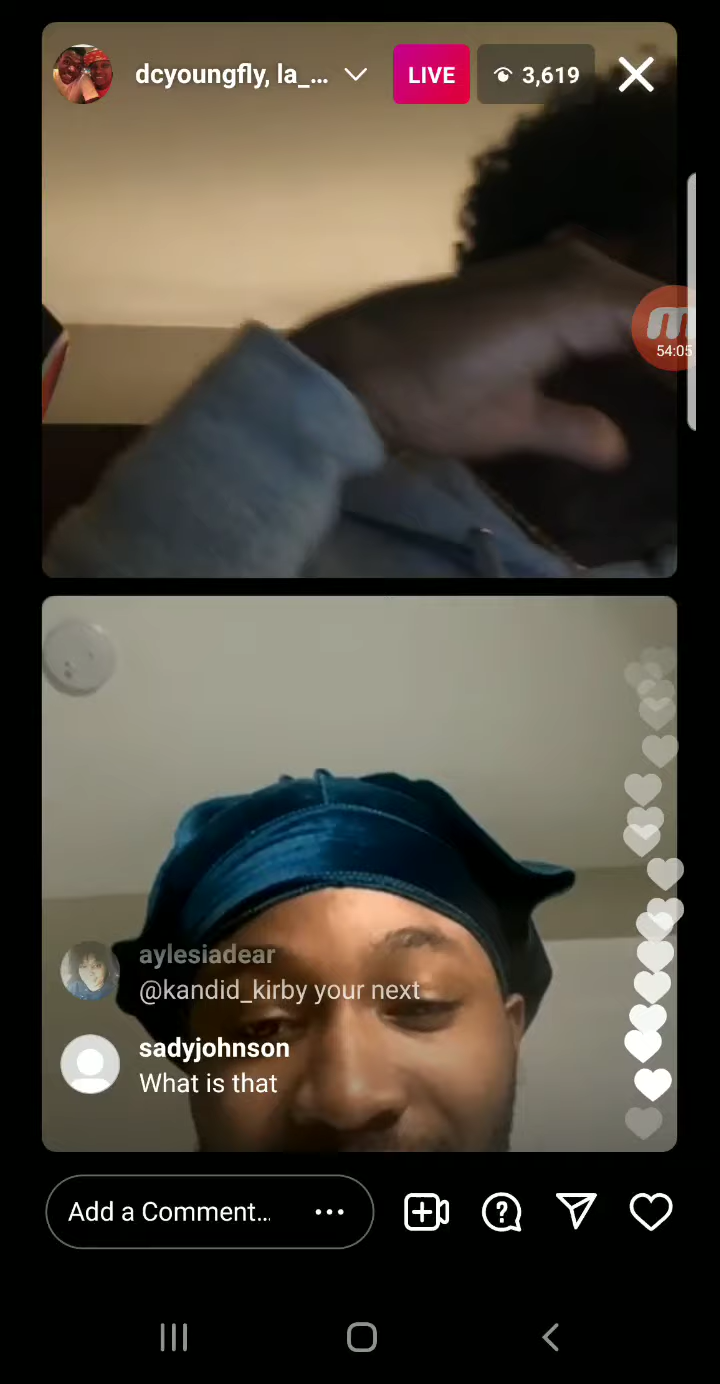 dcyoungfly, la_...
LIVE
3,619
54:05
aylesiadear
@kandid_kirby your next
sadyjohnson
What is that
Add a Comment...